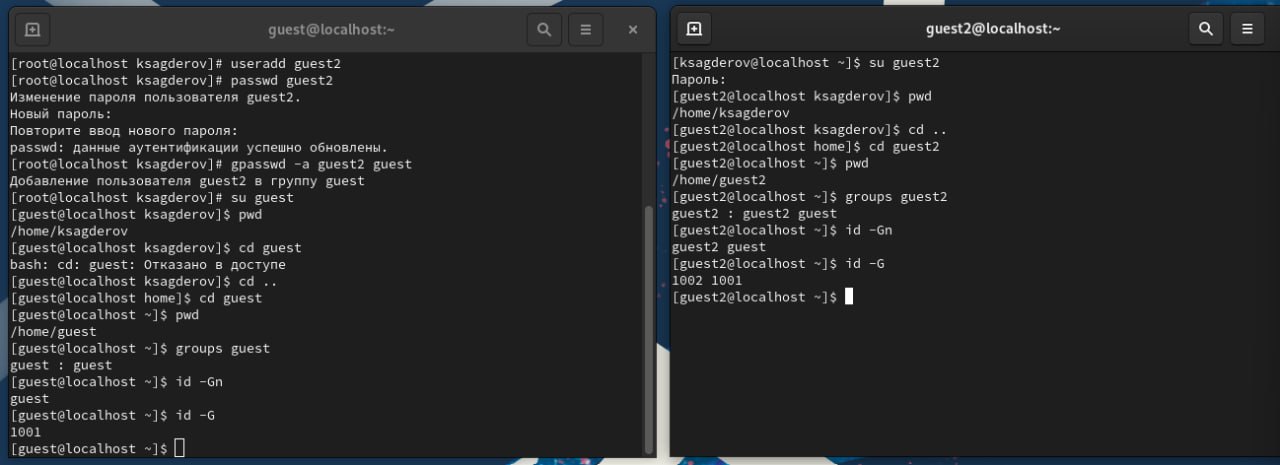 guest@localhost:~
[root@localhost ksagderov]# useradd guest2
[root@localhost ksagderov]# passwd guest2
Изменение пароля пользователя guest2.
Новый пароль:
Повторите ввод нового пароля:
passwd: данные аутентификации успешно обновлены.
[root@localhost ksagderov]# gpasswd -a guest2 guest
Добавление пользователя guest2 в группу guest
[root@localhost ksagderov]# su guest
[guest@localhost ksagderov]$ pwd
/home/ksagderov
[guest@localhost ksagderov]$ cd guest
bash: cd: guest: Отказано в доступе
[guest@localhost ksagderov]$ cd ..
[guest@localhost home]$ cd guest
[guest@localhost ~]$ pwd
/home/guest
[guest@localhost ~]$ groups guest
guest : guest
[guest@localhost ~]$ id -Gn
guest
[guest@localhost ~]$ id -G
1001
[guest@localhost ~]$
guest2@localhost:~
[ksagderov@localhost ~]$ su guest2
Пароль:
[guest2@localhost ksagderov]$ pwd
/home/ksagderov
[guest2@localhost ksagderov]$ cd ..
[guest2@localhost home]$ cd guest2
[guest2@localhost ~]$ pwd
/home/guest2
[guest2@localhost ~]$ groups guest2
guest2 : guest2 guest
[guest2@localhost ~]$ id -Gn
guest2 guest
[guest2@localhost ~]$ id -G
1002 1001
[guest2@localhost ~]$